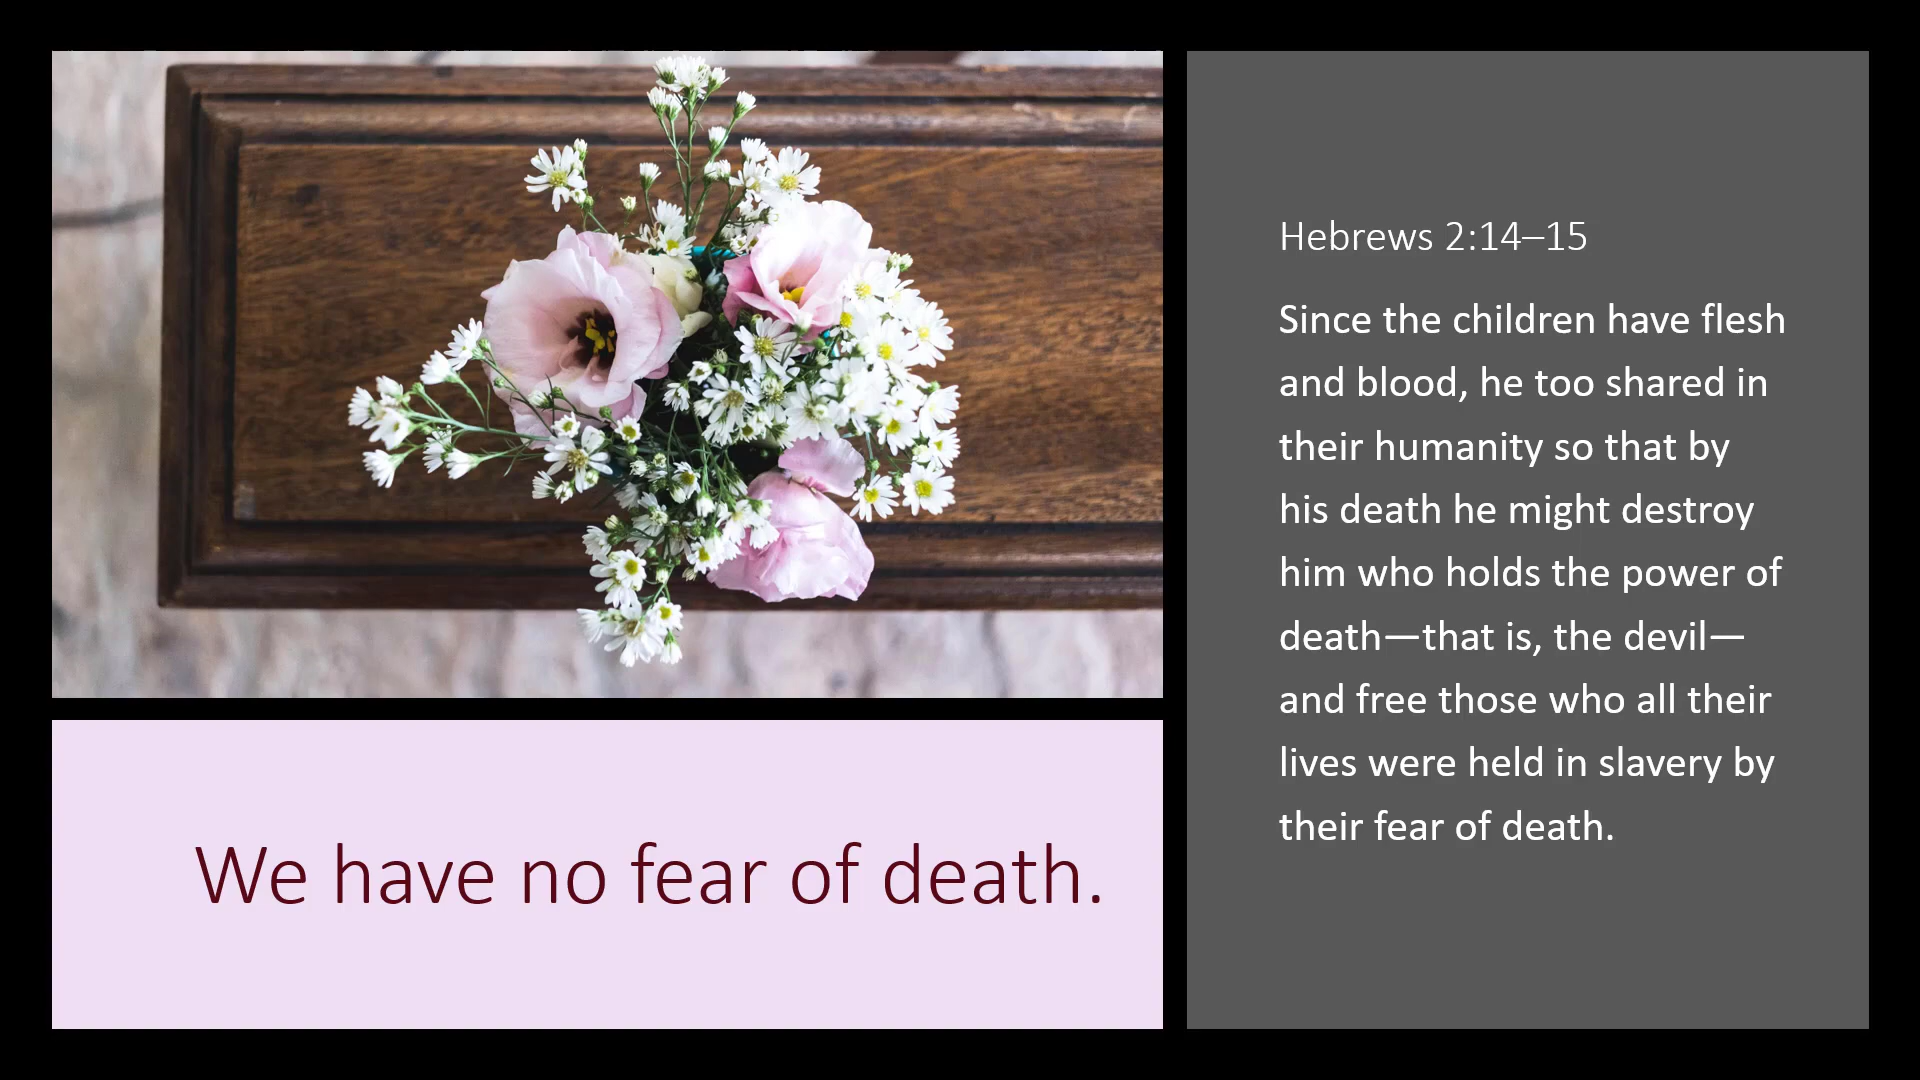 We have no fear of death.
Hebrews 2:14–15
Since the children have flesh
and blood, he too shared in
their humanity so that by
his death he might destroy
him who holds the power of
death—that is, the devil—
and free those who all their
lives were held in slavery by
their fear of death.